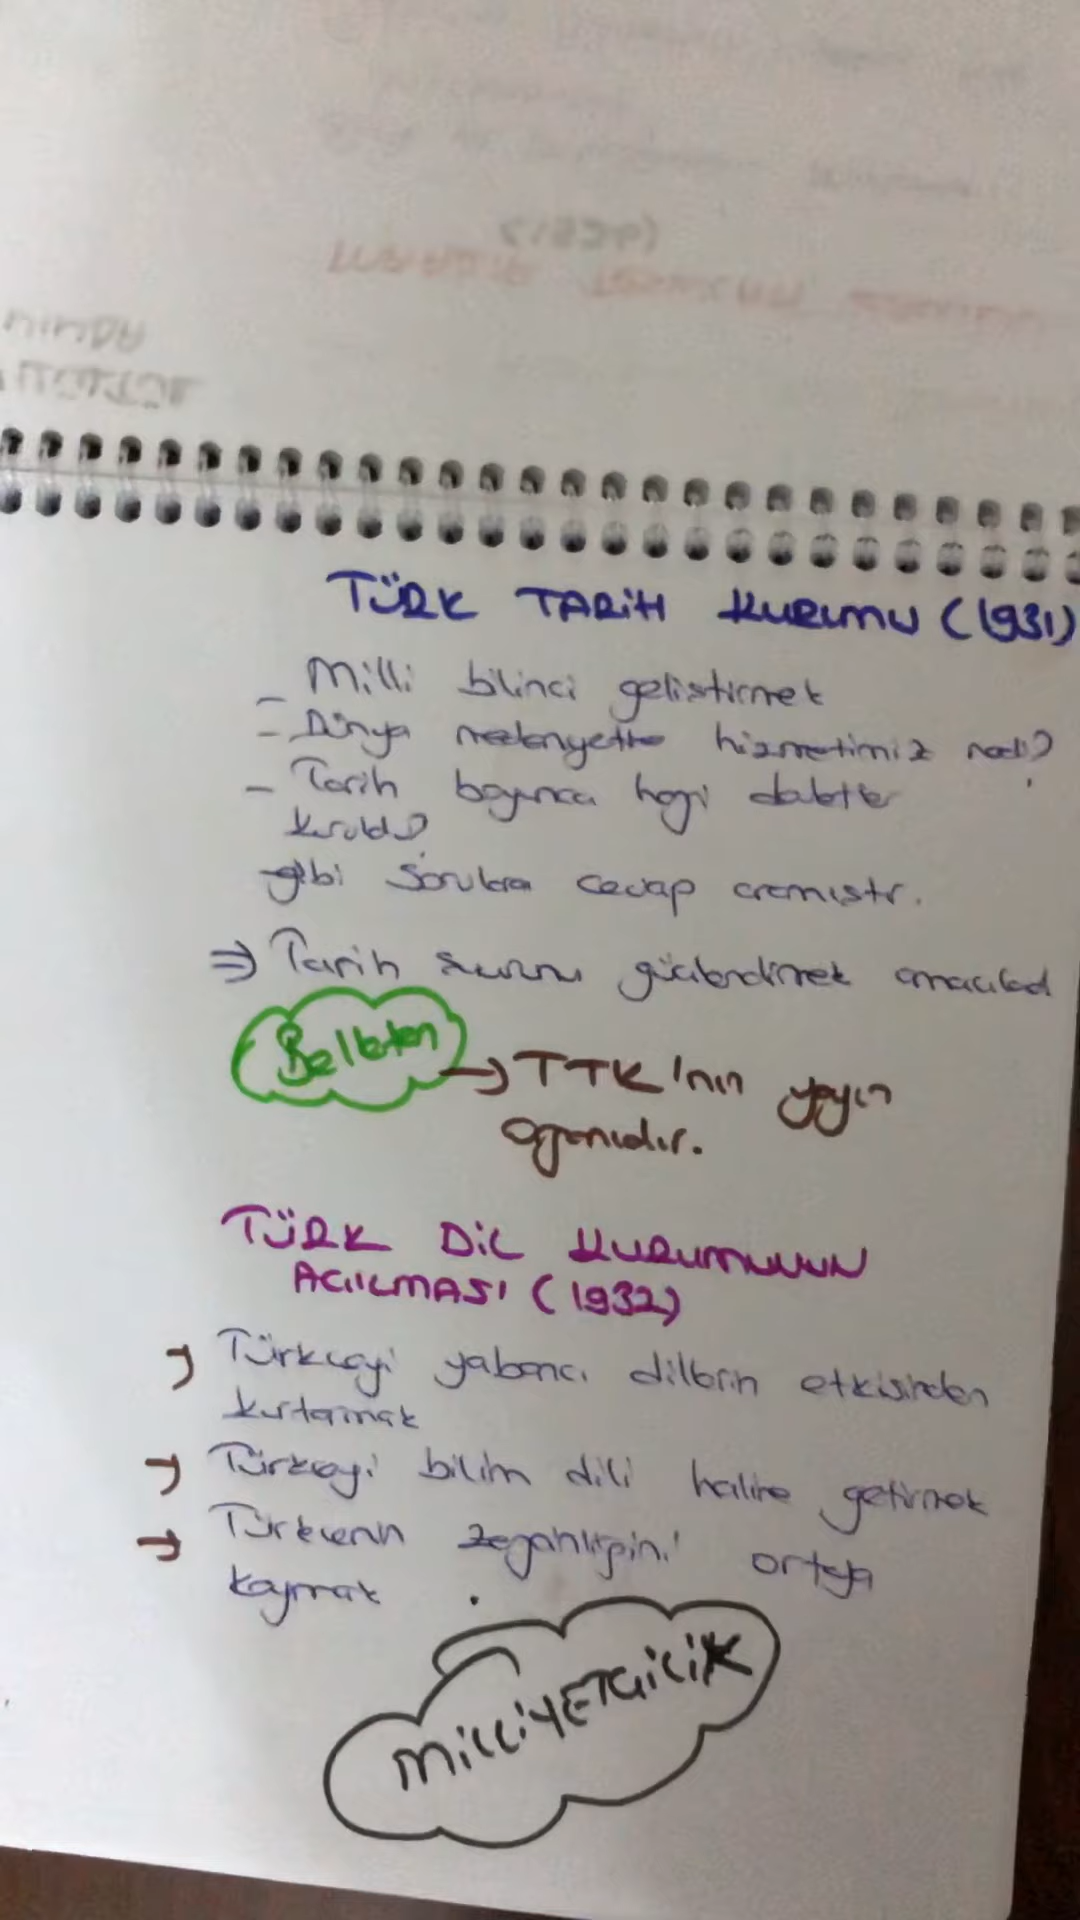 TÜRK TARİH KURUMU (1931)
- Milli bilinci geliştirmek
- Dünya medeniyetine hizmetimiz nedir?
- Tarih boyunca hangi devletler
kuruldu?
gibi sorulara cevap aramıştır.
⇒ Tarih şuurunu güçlendirmek amaçlandı
Belleten → TTK'nın yayın
organıdır.
TÜRK DİL KURUMUNUN
AÇILMASI (1932)
→ Türkçeyi yabancı dillerin etkisinden
kurtarmak
→ Türkçeyi bilim dili haline getirmek
→ Türkçenin zenginliğini ortaya
koymak
MİLLİYETÇİLİK